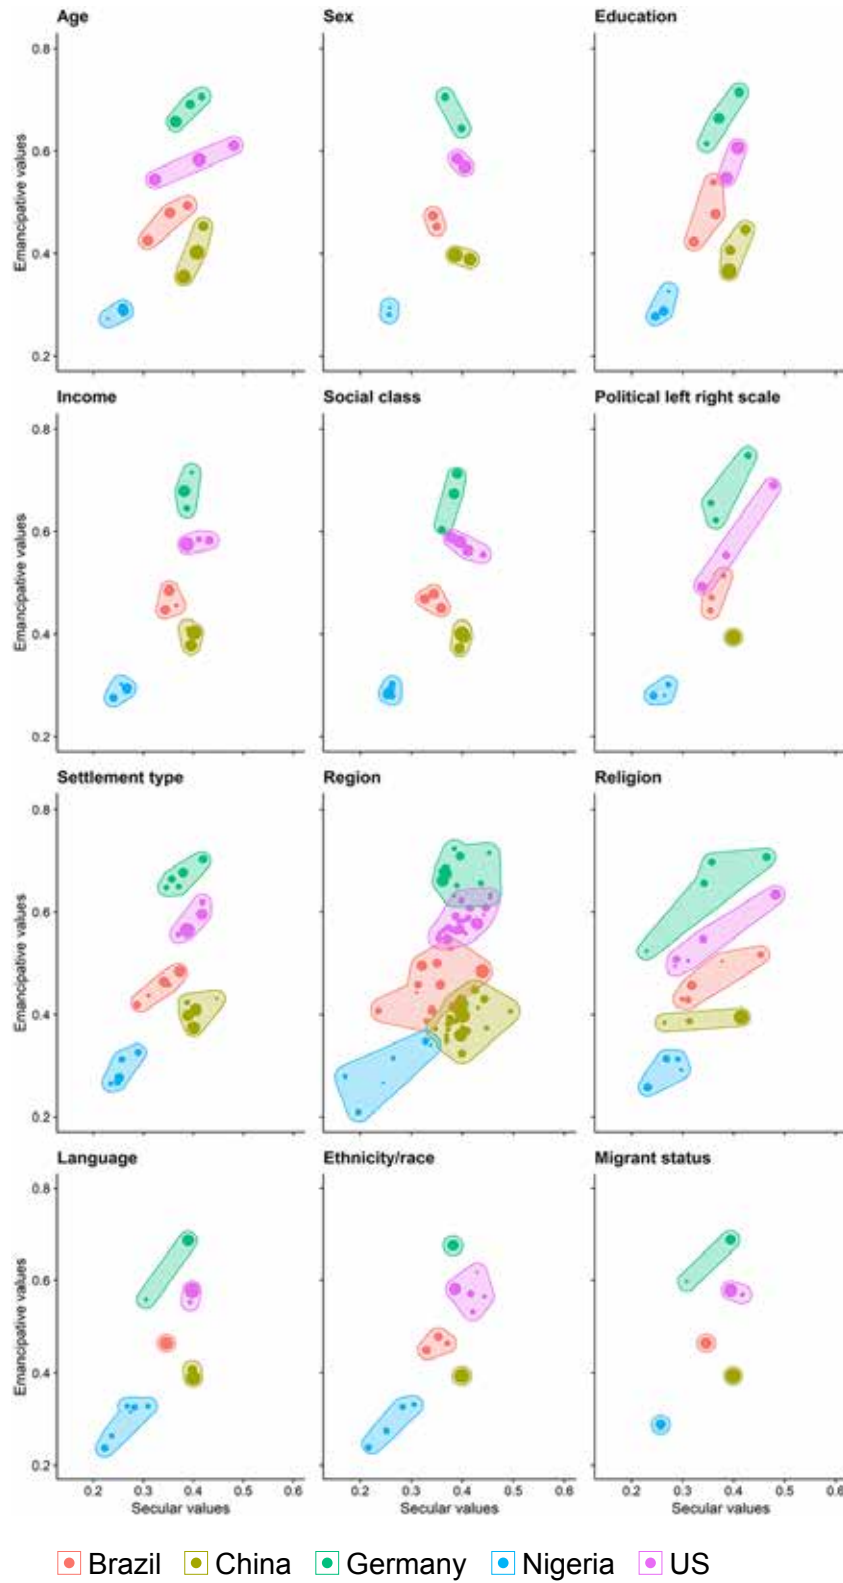 Age Sex Education
0.8
0.6
0.4
0.2
Emancipative values
Income Social class Political left right scale
0.8
0.6
0.4
0.2
Emancipative values
Settlement type Region Religion
0.8
0.6
0.4
0.2
Emancipative values
Language Ethnicity/race Migrant status
0.8
0.6
0.4
0.2
Emancipative values
0.2 0.3 0.4 0.5 0.6 0.2 0.3 0.4 0.5 0.6 0.2 0.3 0.4 0.5 0.6
Secular values Secular values Secular values
Brazil China Germany Nigeria US